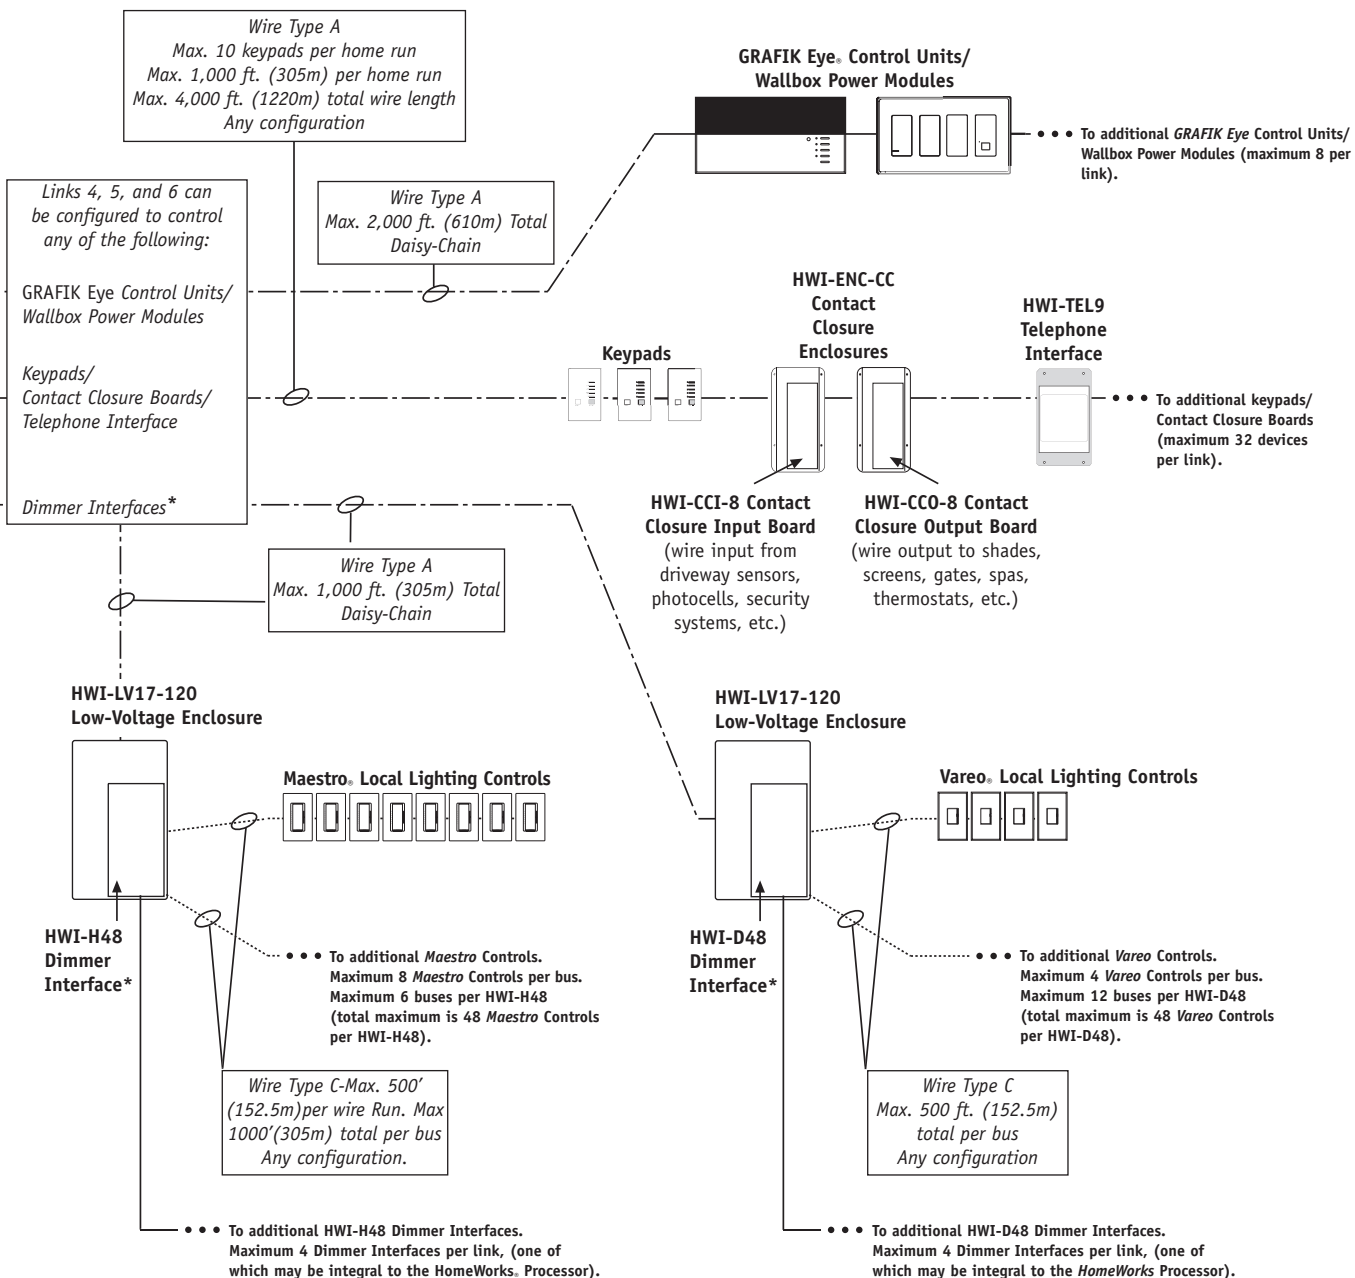 Wire Type A
Max. 10 keypads per home run
Max. 1,000 ft. (305m) per home run
Max. 4,000 ft. (1220m) total wire length
Any configuration
GRAFIK Eye® Control Units/
Wallbox Power Modules
• • • To additional GRAFIK Eye Control Units/
Wallbox Power Modules (maximum 8 per
link).
Links 4, 5, and 6 can
be configured to control
any of the following:
GRAFIK Eye Control Units/
Wallbox Power Modules
Keypads/
Contact Closure Boards/
Telephone Interface
Dimmer Interfaces*
Wire Type A
Max. 2,000 ft. (610m) Total
Daisy-Chain
Keypads
HWI-ENC-CC
Contact
Closure
Enclosures
HWI-TEL9
Telephone
Interface
• • • To additional keypads/
Contact Closure Boards
(maximum 32 devices
per link).
HWI-CCI-8 Contact
Closure Input Board
(wire input from
driveway sensors,
photocells, security
systems, etc.)
HWI-CCO-8 Contact
Closure Output Board
(wire output to shades,
screens, gates, spas,
thermostats, etc.)
Wire Type A
Max. 1,000 ft. (305m) Total
Daisy-Chain
HWI-LV17-120
Low-Voltage Enclosure
Maestro® Local Lighting Controls
HWI-H48
Dimmer
Interface*
• • • To additional Maestro Controls.
Maximum 8 Maestro Controls per bus.
Maximum 6 buses per HWI-H48
(total maximum is 48 Maestro Controls
per HWI-H48).
Wire Type C-Max. 500'
(152.5m)per wire Run. Max
1000'(305m) total per bus
Any configuration.
• • • To additional HWI-H48 Dimmer Interfaces.
Maximum 4 Dimmer Interfaces per link, (one of
which may be integral to the HomeWorks® Processor).
HWI-LV17-120
Low-Voltage Enclosure
Vareo® Local Lighting Controls
HWI-D48
Dimmer
Interface*
• • • To additional Vareo Controls.
Maximum 4 Vareo Controls per bus.
Maximum 12 buses per HWI-D48
(total maximum is 48 Vareo Controls
per HWI-D48).
Wire Type C
Max. 500 ft. (152.5m)
total per bus
Any configuration
• • • To additional HWI-D48 Dimmer Interfaces.
Maximum 4 Dimmer Interfaces per link, (one of
which may be integral to the HomeWorks Processor).